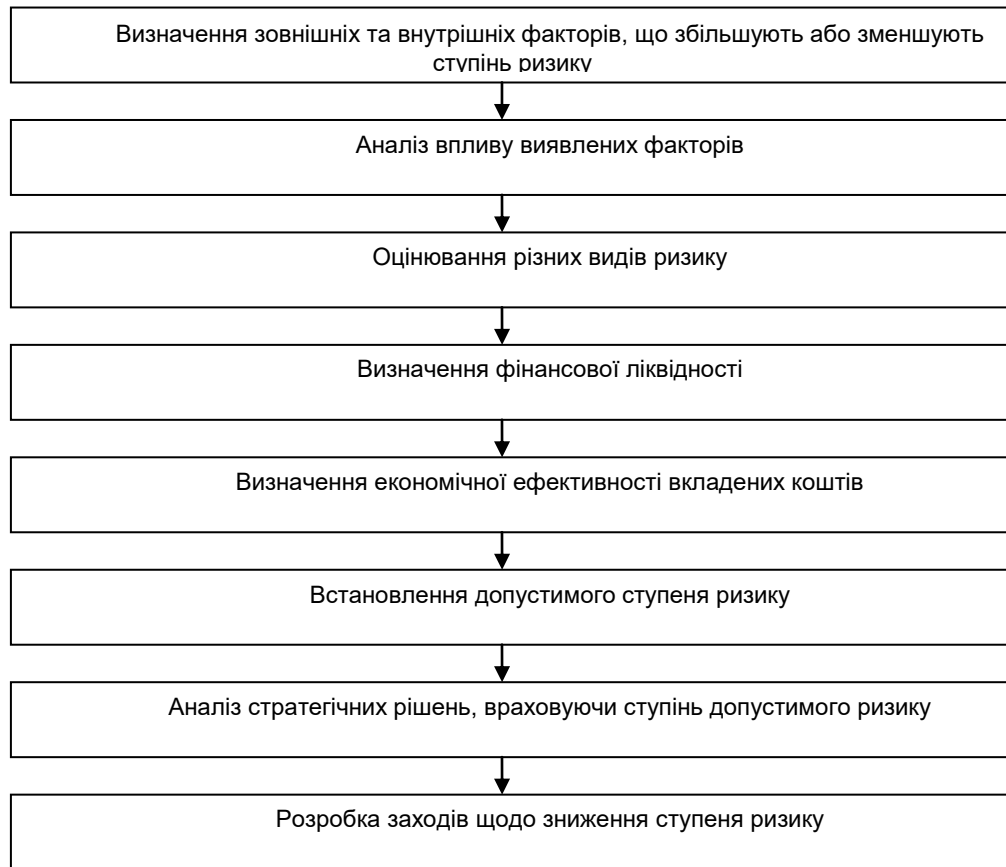 Визначення зовнішніх та внутрішніх факторів, що збільшують або зменшують
ступінь ризику
Аналіз впливу виявлених факторів
Оцінювання різних видів ризику
Визначення фінансової ліквідності
Визначення економічної ефективності вкладених коштів
Встановлення допустимого ступеня ризику
Аналіз стратегічних рішень, враховуючи ступінь допустимого ризику
Розробка заходів щодо зниження ступеня ризику